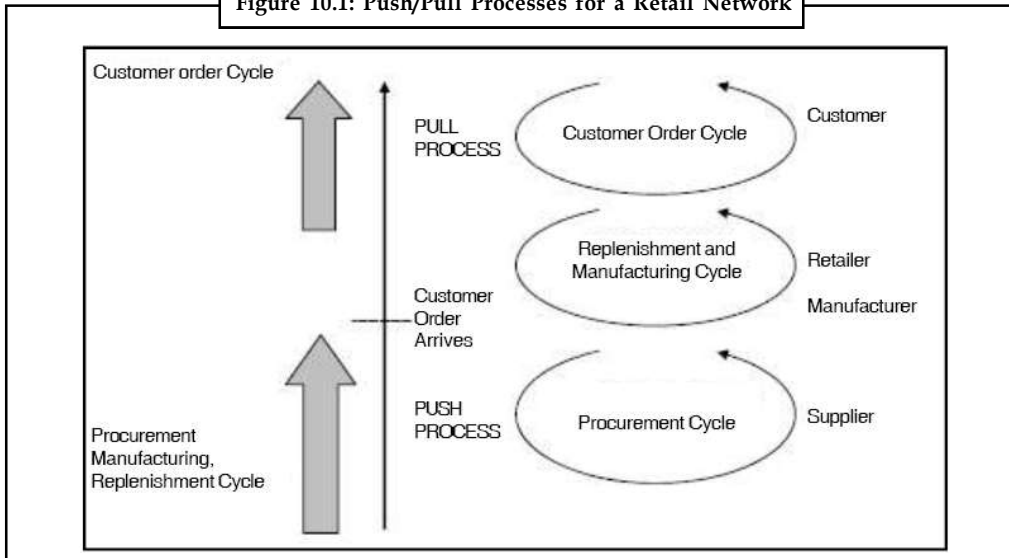 Figure 10.1: Push/Pull Processes for a Retail Network
Customer order Cycle
PULL
PROCESS
Customer Order Cycle
Customer
Replenishment and
Manufacturing Cycle
Retailer
Manufacturer
Customer
Order
Arrives
PUSH
PROCESS
Procurement Cycle
Supplier
Procurement
Manufacturing,
Replenishment Cycle